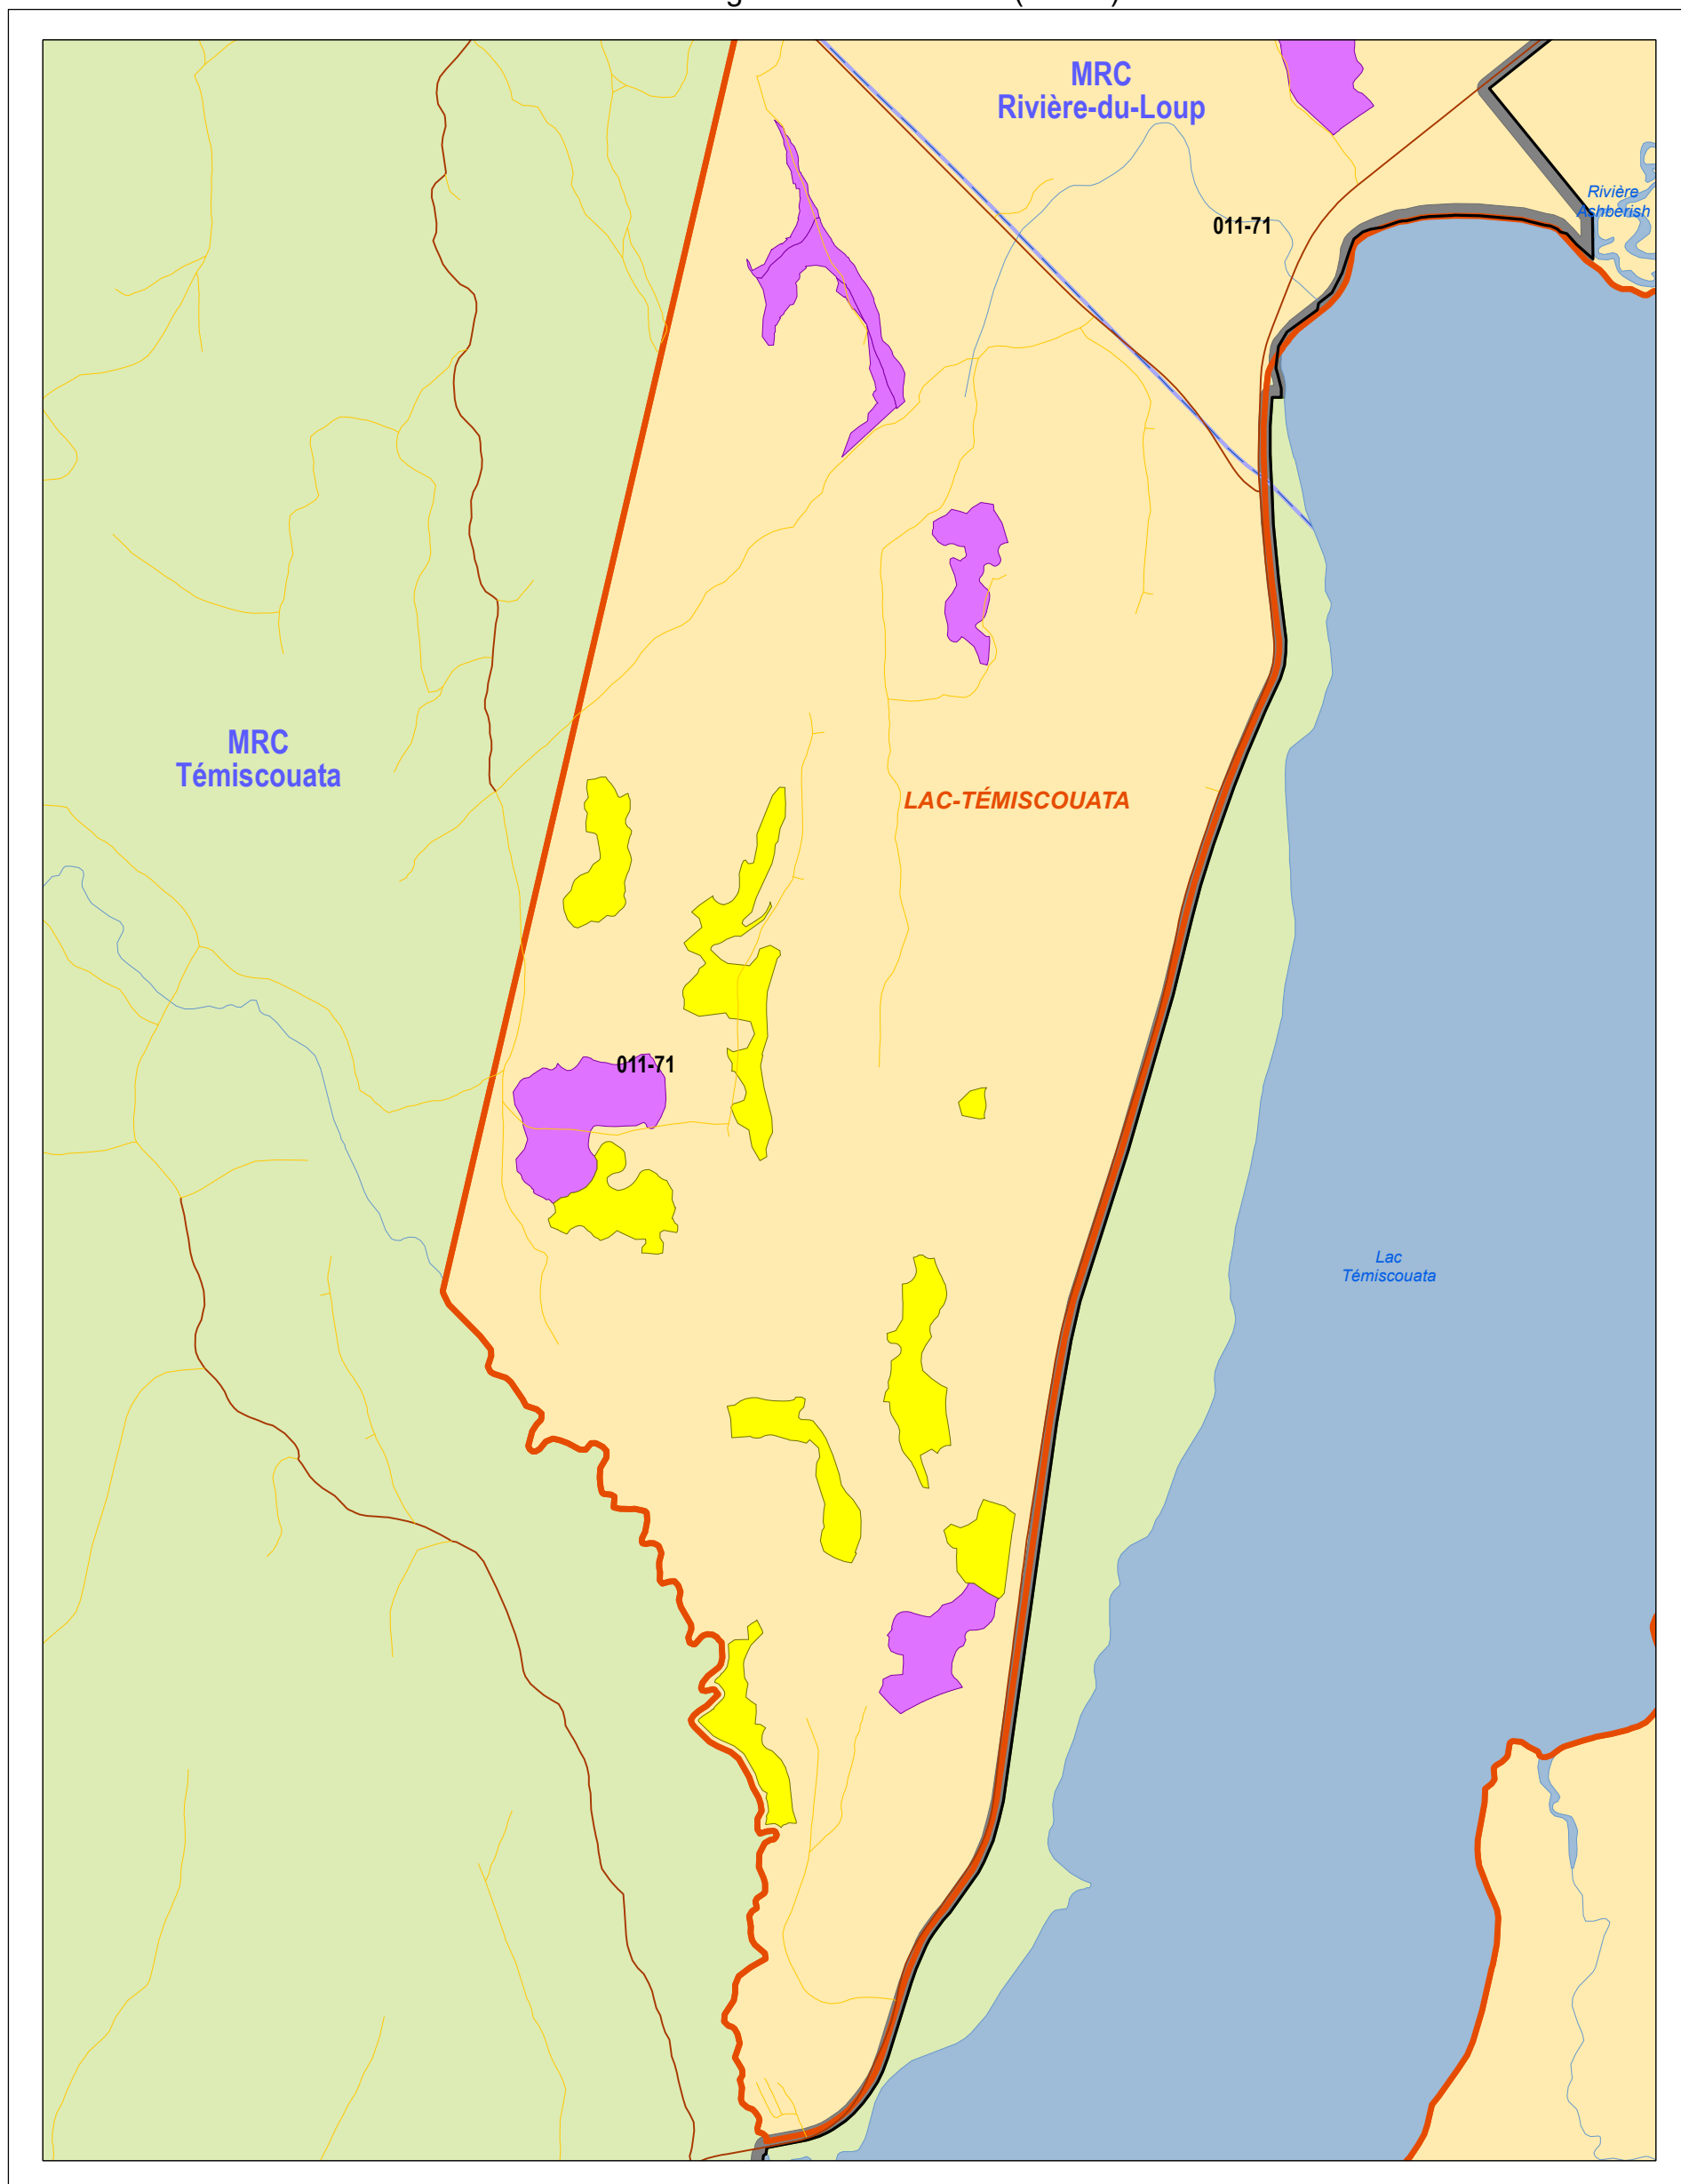 MRC
Rivière-du-Loup
Rivière
Ashberish
011-71
MRC
Témiscouata
LAC-TÉMISCOUATA
011-71
Lac
Témiscouata